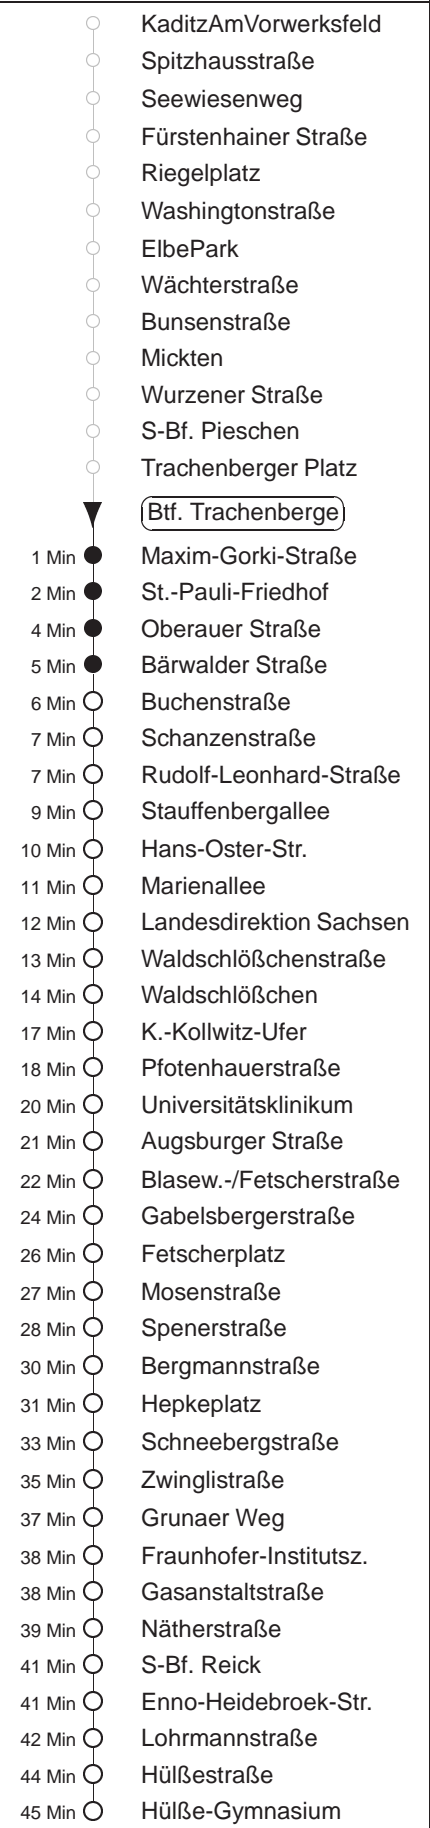 KaditzAmVorwerksfeld
Spitzhausstraße
Seewiesenweg
Fürstenhainer Straße
Riegelplatz
Washingtonstraße
ElbePark
Wächterstraße
Bunsenstraße
Mickten
Wurzener Straße
S-Bf. Pieschen
Trachenberger Platz
Btf. Trachenberge
1 Min Maxim-Gorki-Straße
2 Min St.-Pauli-Friedhof
4 Min Oberauer Straße
5 Min Bärwalder Straße
6 Min Buchenstraße
7 Min Schanzenstraße
7 Min Rudolf-Leonhard-Straße
9 Min Stauffenbergallee
10 Min Hans-Oster-Str.
11 Min Marienallee
12 Min Landesdirektion Sachsen
13 Min Waldschlößchenstraße
14 Min Waldschlößchen
17 Min K.-Kollwitz-Ufer
18 Min Pfotenhauerstraße
20 Min Universitätsklinikum
21 Min Augsburger Straße
22 Min Blasew.-/Fetscherstraße
24 Min Gabelsbergerstraße
26 Min Fetscherplatz
27 Min Mosenstraße
28 Min Spenerstraße
30 Min Bergmannstraße
31 Min Hepkeplatz
33 Min Schneebergstraße
35 Min Zwinglistraße
37 Min Grunaer Weg
38 Min Fraunhofer-Institutsz.
38 Min Gasanstaltstraße
39 Min Nätherstraße
41 Min S-Bf. Reick
41 Min Enno-Heidebroek-Str.
42 Min Lohrmannstraße
44 Min Hülßestraße
45 Min Hülße-Gymnasium